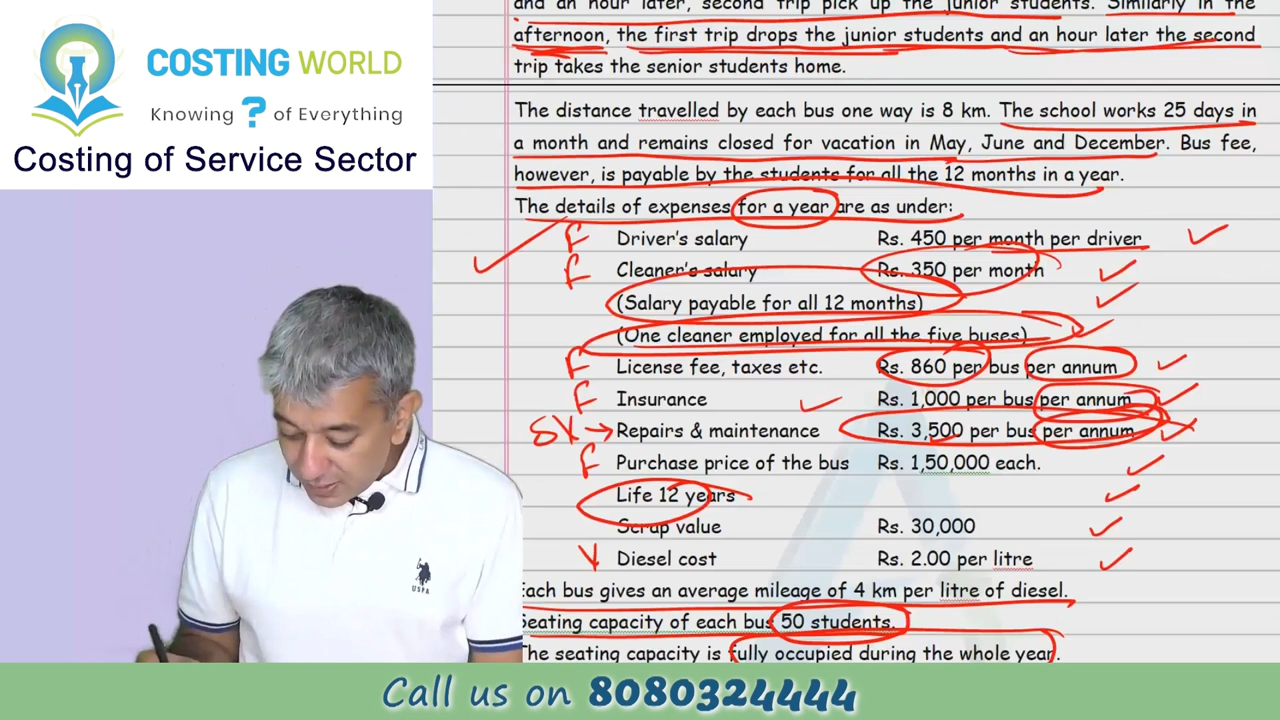 COSTING WORLD
Knowing ? of Everything
Costing of Service Sector
and an hour later, second trip pick up the junior students. Similarly in the
afternoon, the first trip drops the junior students and an hour later the second
trip takes the senior students home.
The distance travelled by each bus one way is 8 km. The school works 25 days in
a month and remains closed for vacation in May, June and December. Bus fee,
however, is payable by the students for all the 12 months in a year.
The details of expenses for a year are as under:
F Driver's salary Rs. 450 per month per driver
F Cleaner's salary Rs. 350 per month
(Salary payable for all 12 months)
(One cleaner employed for all the five buses)
F License fee, taxes etc. Rs. 860 per bus per annum
F Insurance Rs. 1,000 per bus per annum
SV → Repairs & maintenance Rs. 3,500 per bus per annum
F Purchase price of the bus Rs. 1,50,000 each.
Life 12 years
Scrap value Rs. 30,000
V Diesel cost Rs. 2.00 per litre
Each bus gives an average mileage of 4 km per litre of diesel.
Seating capacity of each bus 50 students.
The seating capacity is fully occupied during the whole year.
USPA
Call us on 8080324444